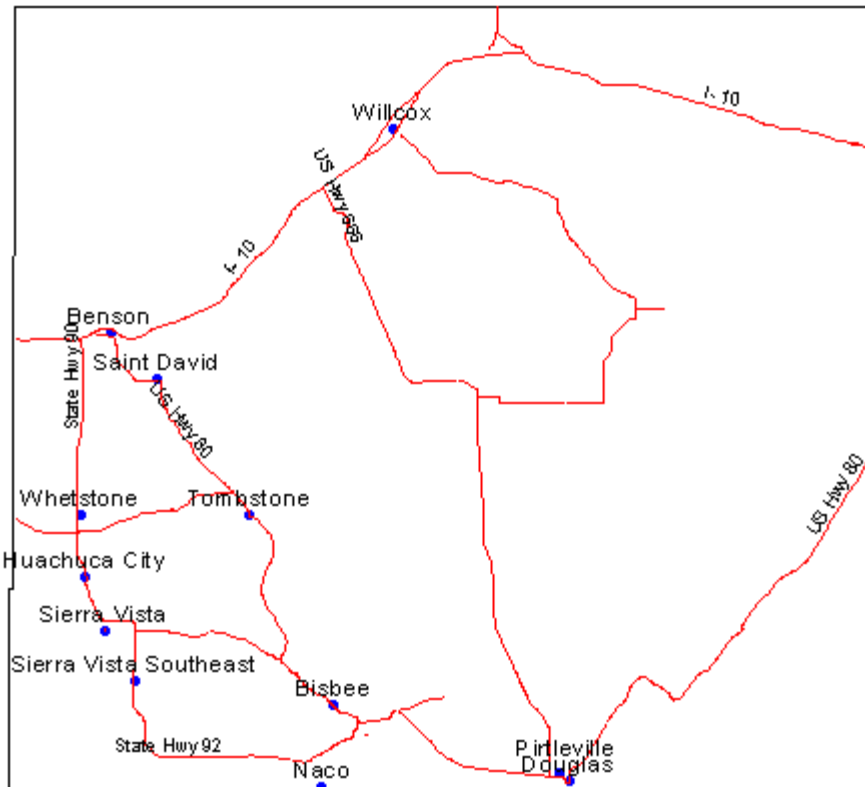 I- 10
Willcox
US Hwy 666
I- 10
Benson
State Hwy 90
Saint David
US Hwy 80
Whetstone
Tombstone
US Hwy 80
Huachuca City
Sierra Vista
Sierra Vista Southeast
Bisbee
State Hwy 92
Pirtleville
Douglas
Naco